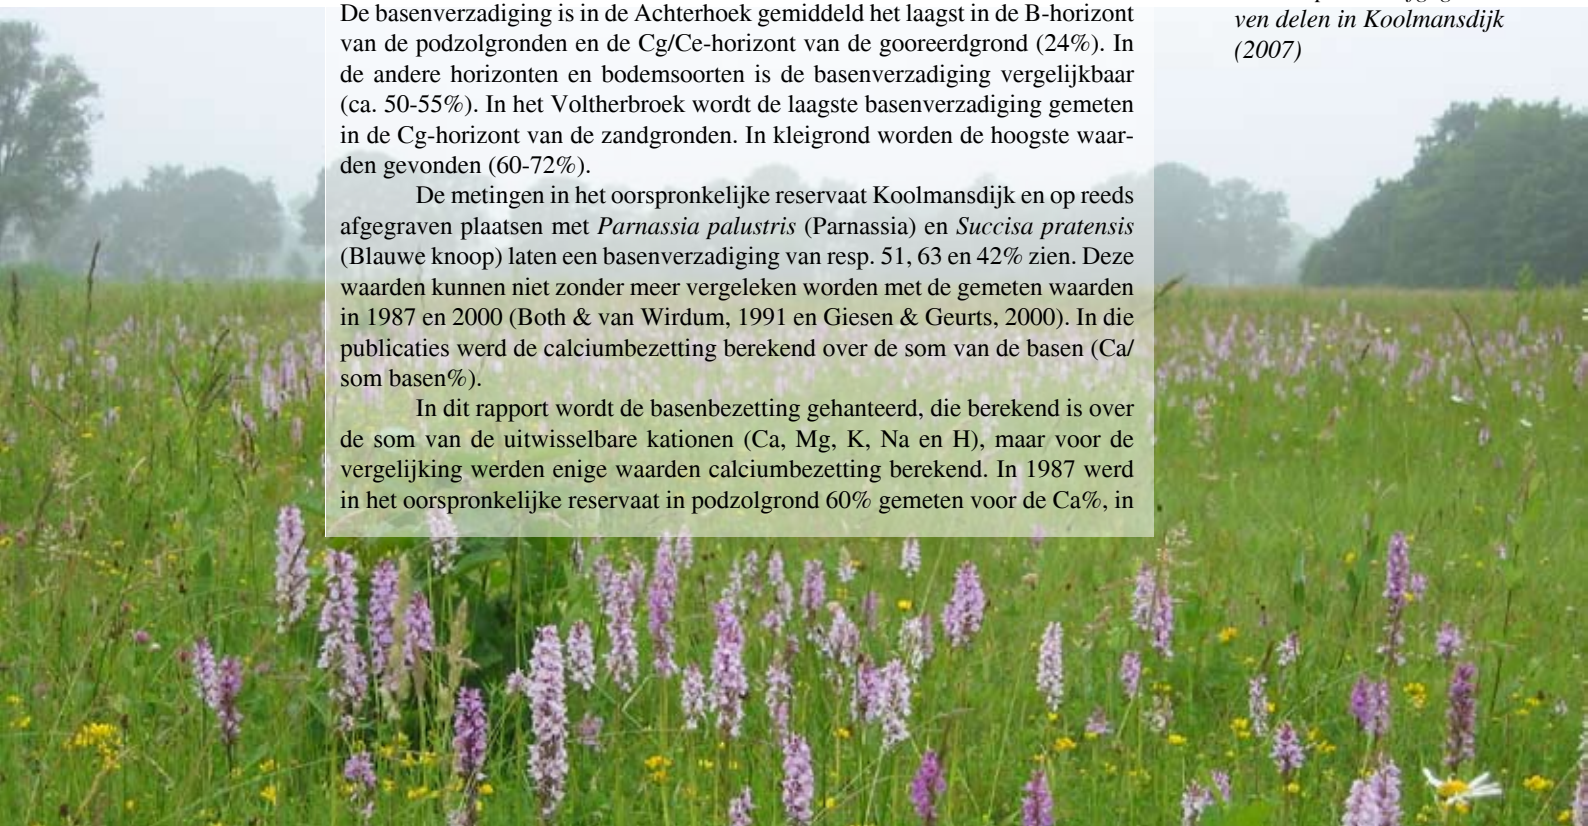 De basenverzadiging is in de Achterhoek gemiddeld het laagst in de B-horizont
van de podzolgronden en de Cg/Ce-horizont van de gooreerdgrond (24%). In
de andere horizonten en bodemsoorten is de basenverzadiging vergelijkbaar
(ca. 50-55%). In het Voltherbroek wordt de laagste basenverzadiging gemeten
in de Cg-horizont van de zandgronden. In kleigrond worden de hoogste waar-
den gevonden (60-72%).
De metingen in het oorspronkelijke reservaat Koolmansdijk en op reeds
afgegraven plaatsen met Parnassia palustris (Parnassia) en Succisa pratensis
(Blauwe knoop) laten een basenverzadiging van resp. 51, 63 en 42% zien. Deze
waarden kunnen niet zonder meer vergeleken worden met de gemeten waarden
in 1987 en 2000 (Both & van Wirdum, 1991 en Giesen & Geurts, 2000). In die
publicaties werd de calciumbezetting berekend over de som van de basen (Ca/
som basen%).
In dit rapport wordt de basenbezetting gehanteerd, die berekend is over
de som van de uitwisselbare kationen (Ca, Mg, K, Na en H), maar voor de
vergelijking werden enige waarden calciumbezetting berekend. In 1987 werd
in het oorspronkelijke reservaat in podzolgrond 60% gemeten voor de Ca%, in
ven delen in Koolmansdijk
(2007)